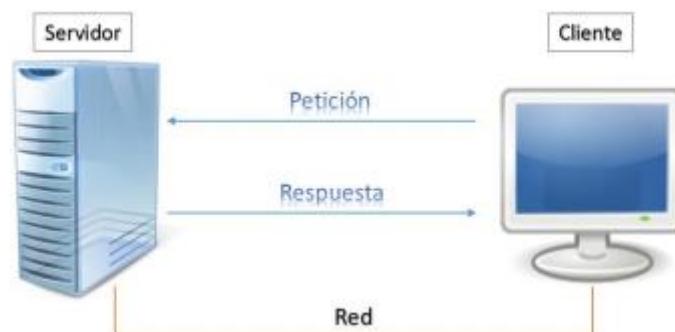 Servidor
Cliente
Petición
Respuesta
Red